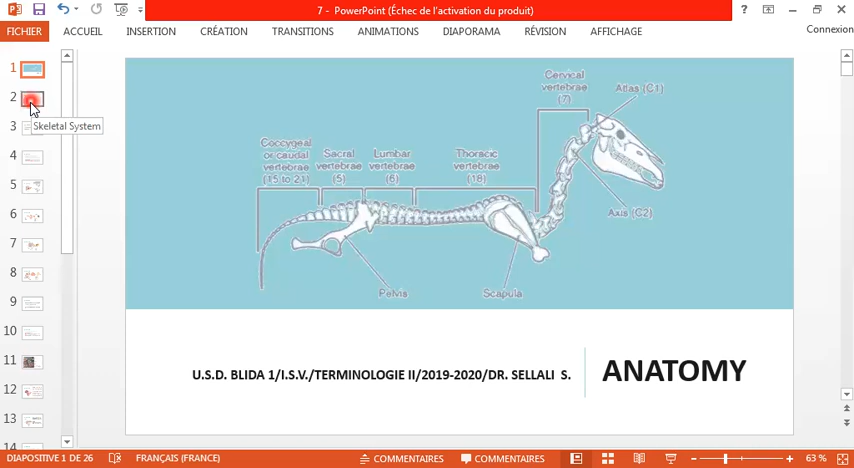 7 - PowerPoint (Échec de l'activation du produit)
FICHIER ACCUEIL INSERTION CRÉATION TRANSITIONS ANIMATIONS DIAPORAMA RÉVISION AFFICHAGE Connexion
1
2
Skeletal System
3
4
5
6
7
8
9
10
11
12
13
14
Cervical
vertebrae
(7)
Atlas (C1)
Coccygeal
or caudal
vertebrae
(15 to 21)
Sacral
vertebrae
(5)
Lumbar
vertebrae
(6)
Thoracic
vertebrae
(18)
Axis (C2)
Pelvis
Scapula
U.S.D. BLIDA 1/I.S.V./TERMINOLOGIE II/2019-2020/DR. SELLALI S.
ANATOMY
DIAPOSITIVE 1 DE 26 FRANÇAIS (FRANCE) COMMENTAIRES COMMENTAIRES 63 %